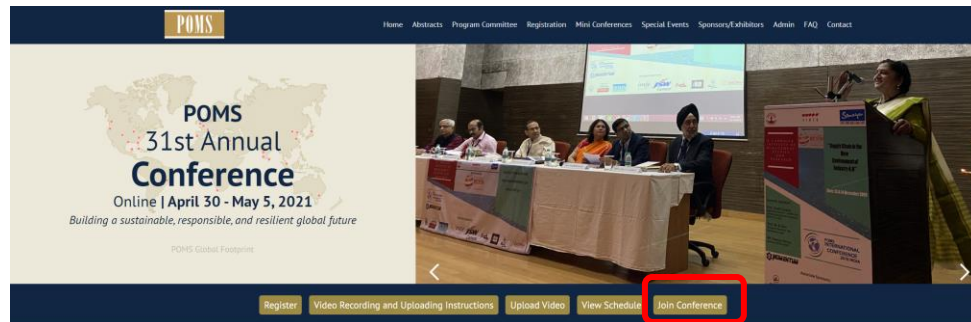 POMS
Home Abstracts Program Committee Registration Mini Conferences Special Events Sponsors/Exhibitors Admin FAQ Contact
POMS
31st Annual
Conference
Online | April 30 - May 5, 2021
Building a sustainable, responsible, and resilient global future
POMS Global Footprint
Register Video Recording and Uploading Instructions Upload Video View Schedule Join Conference